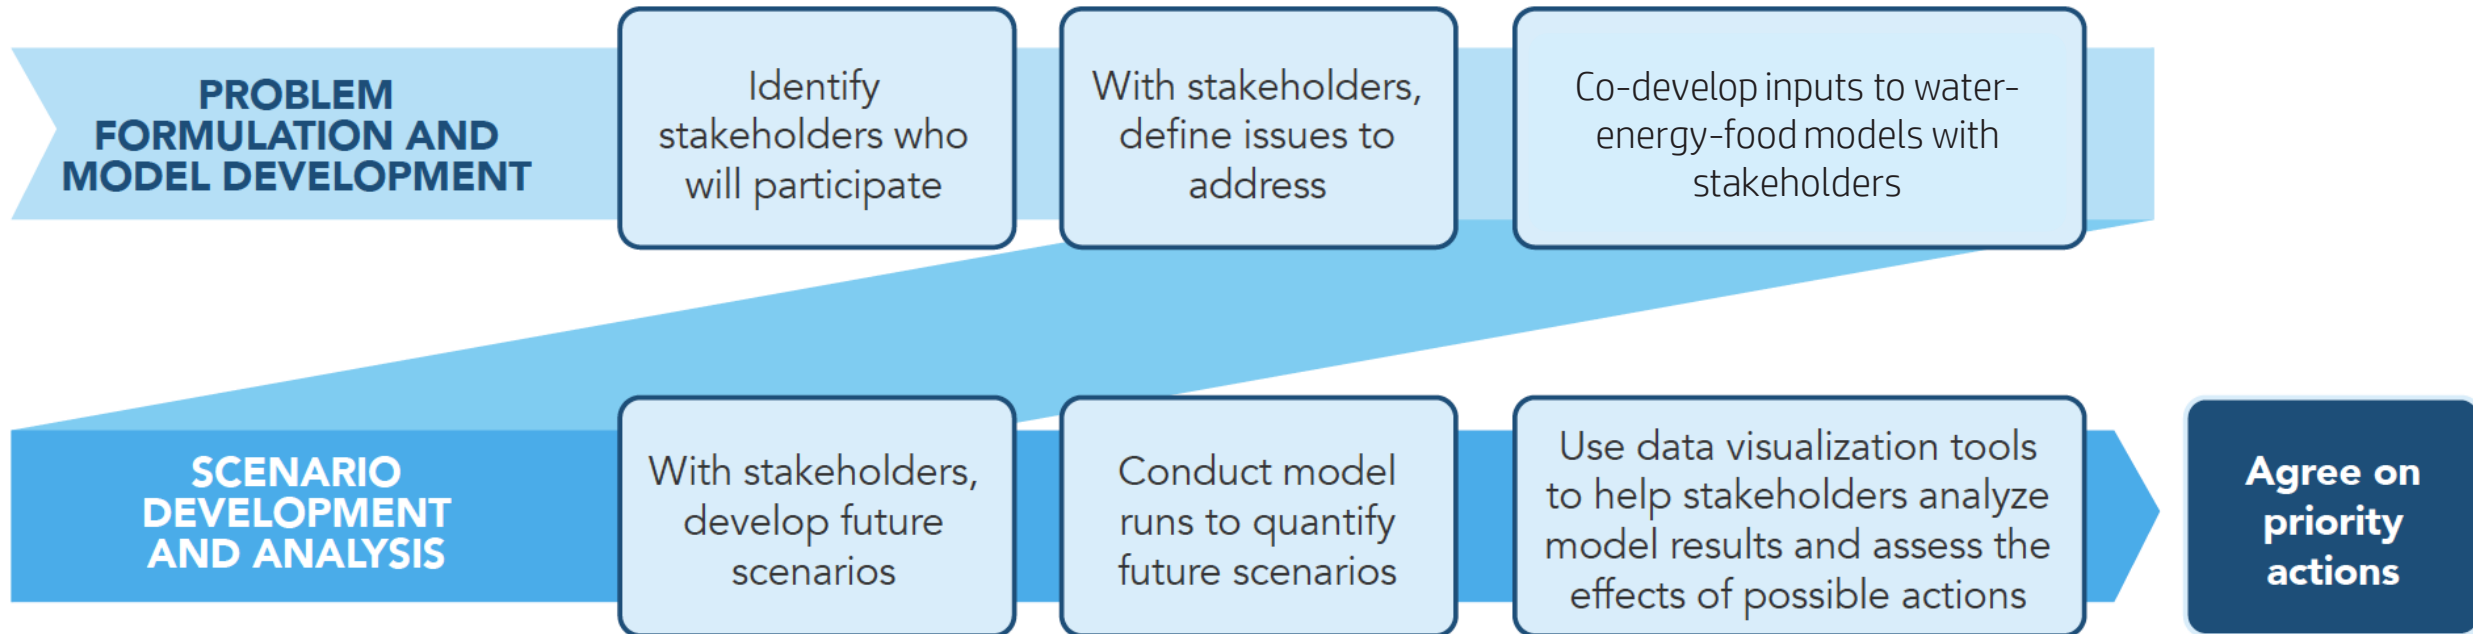 PROBLEM
FORMULATION AND
MODEL DEVELOPMENT
Identify
stakeholders who
will participate
With stakeholders,
define issues to
address
Co-develop inputs to water-
energy-food models with
stakeholders
SCENARIO
DEVELOPMENT
AND ANALYSIS
With stakeholders,
develop future
scenarios
Conduct model
runs to quantify
future scenarios
Use data visualization tools
to help stakeholders analyze
model results and assess the
effects of possible actions
Agree on
priority
actions